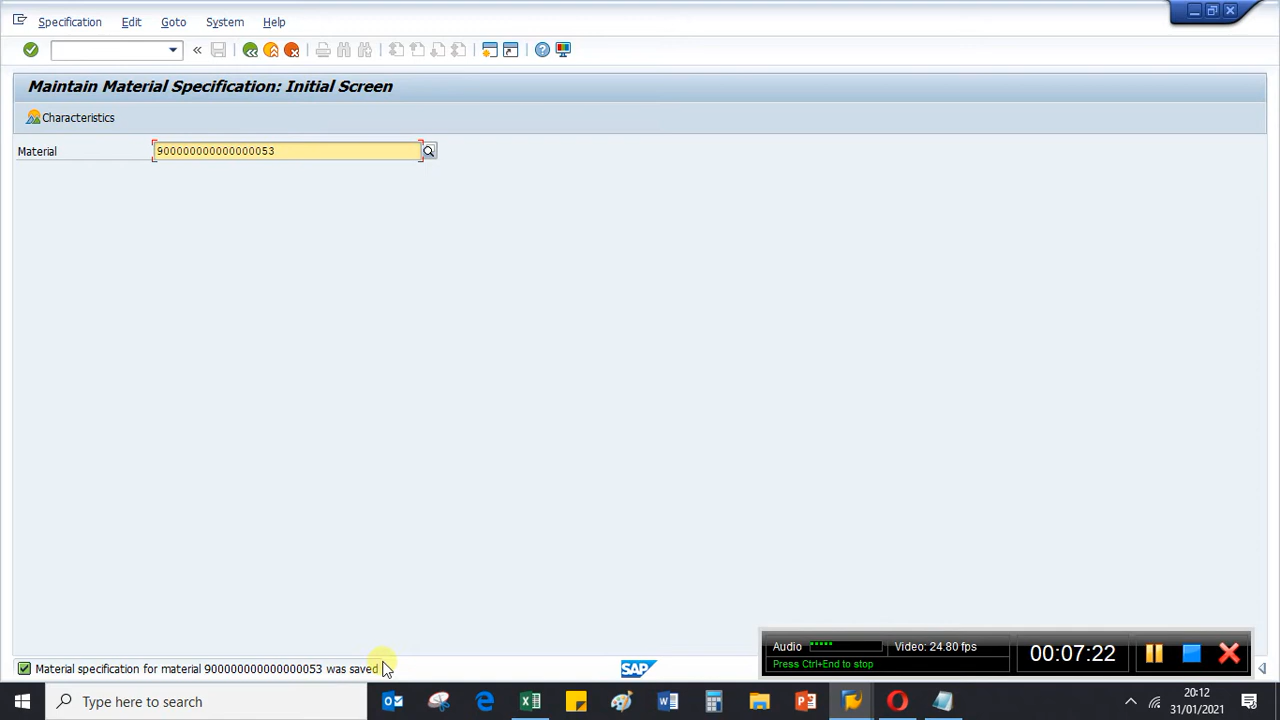 Specification Edit Goto System Help
Maintain Material Specification: Initial Screen
Characteristics
Material 900000000000000053
Material specification for material 900000000000000053 was saved
SAP
Audio Video: 24.80 fps
Press Ctrl+End to stop
00:07:22
Type here to search
20:12
31/01/2021